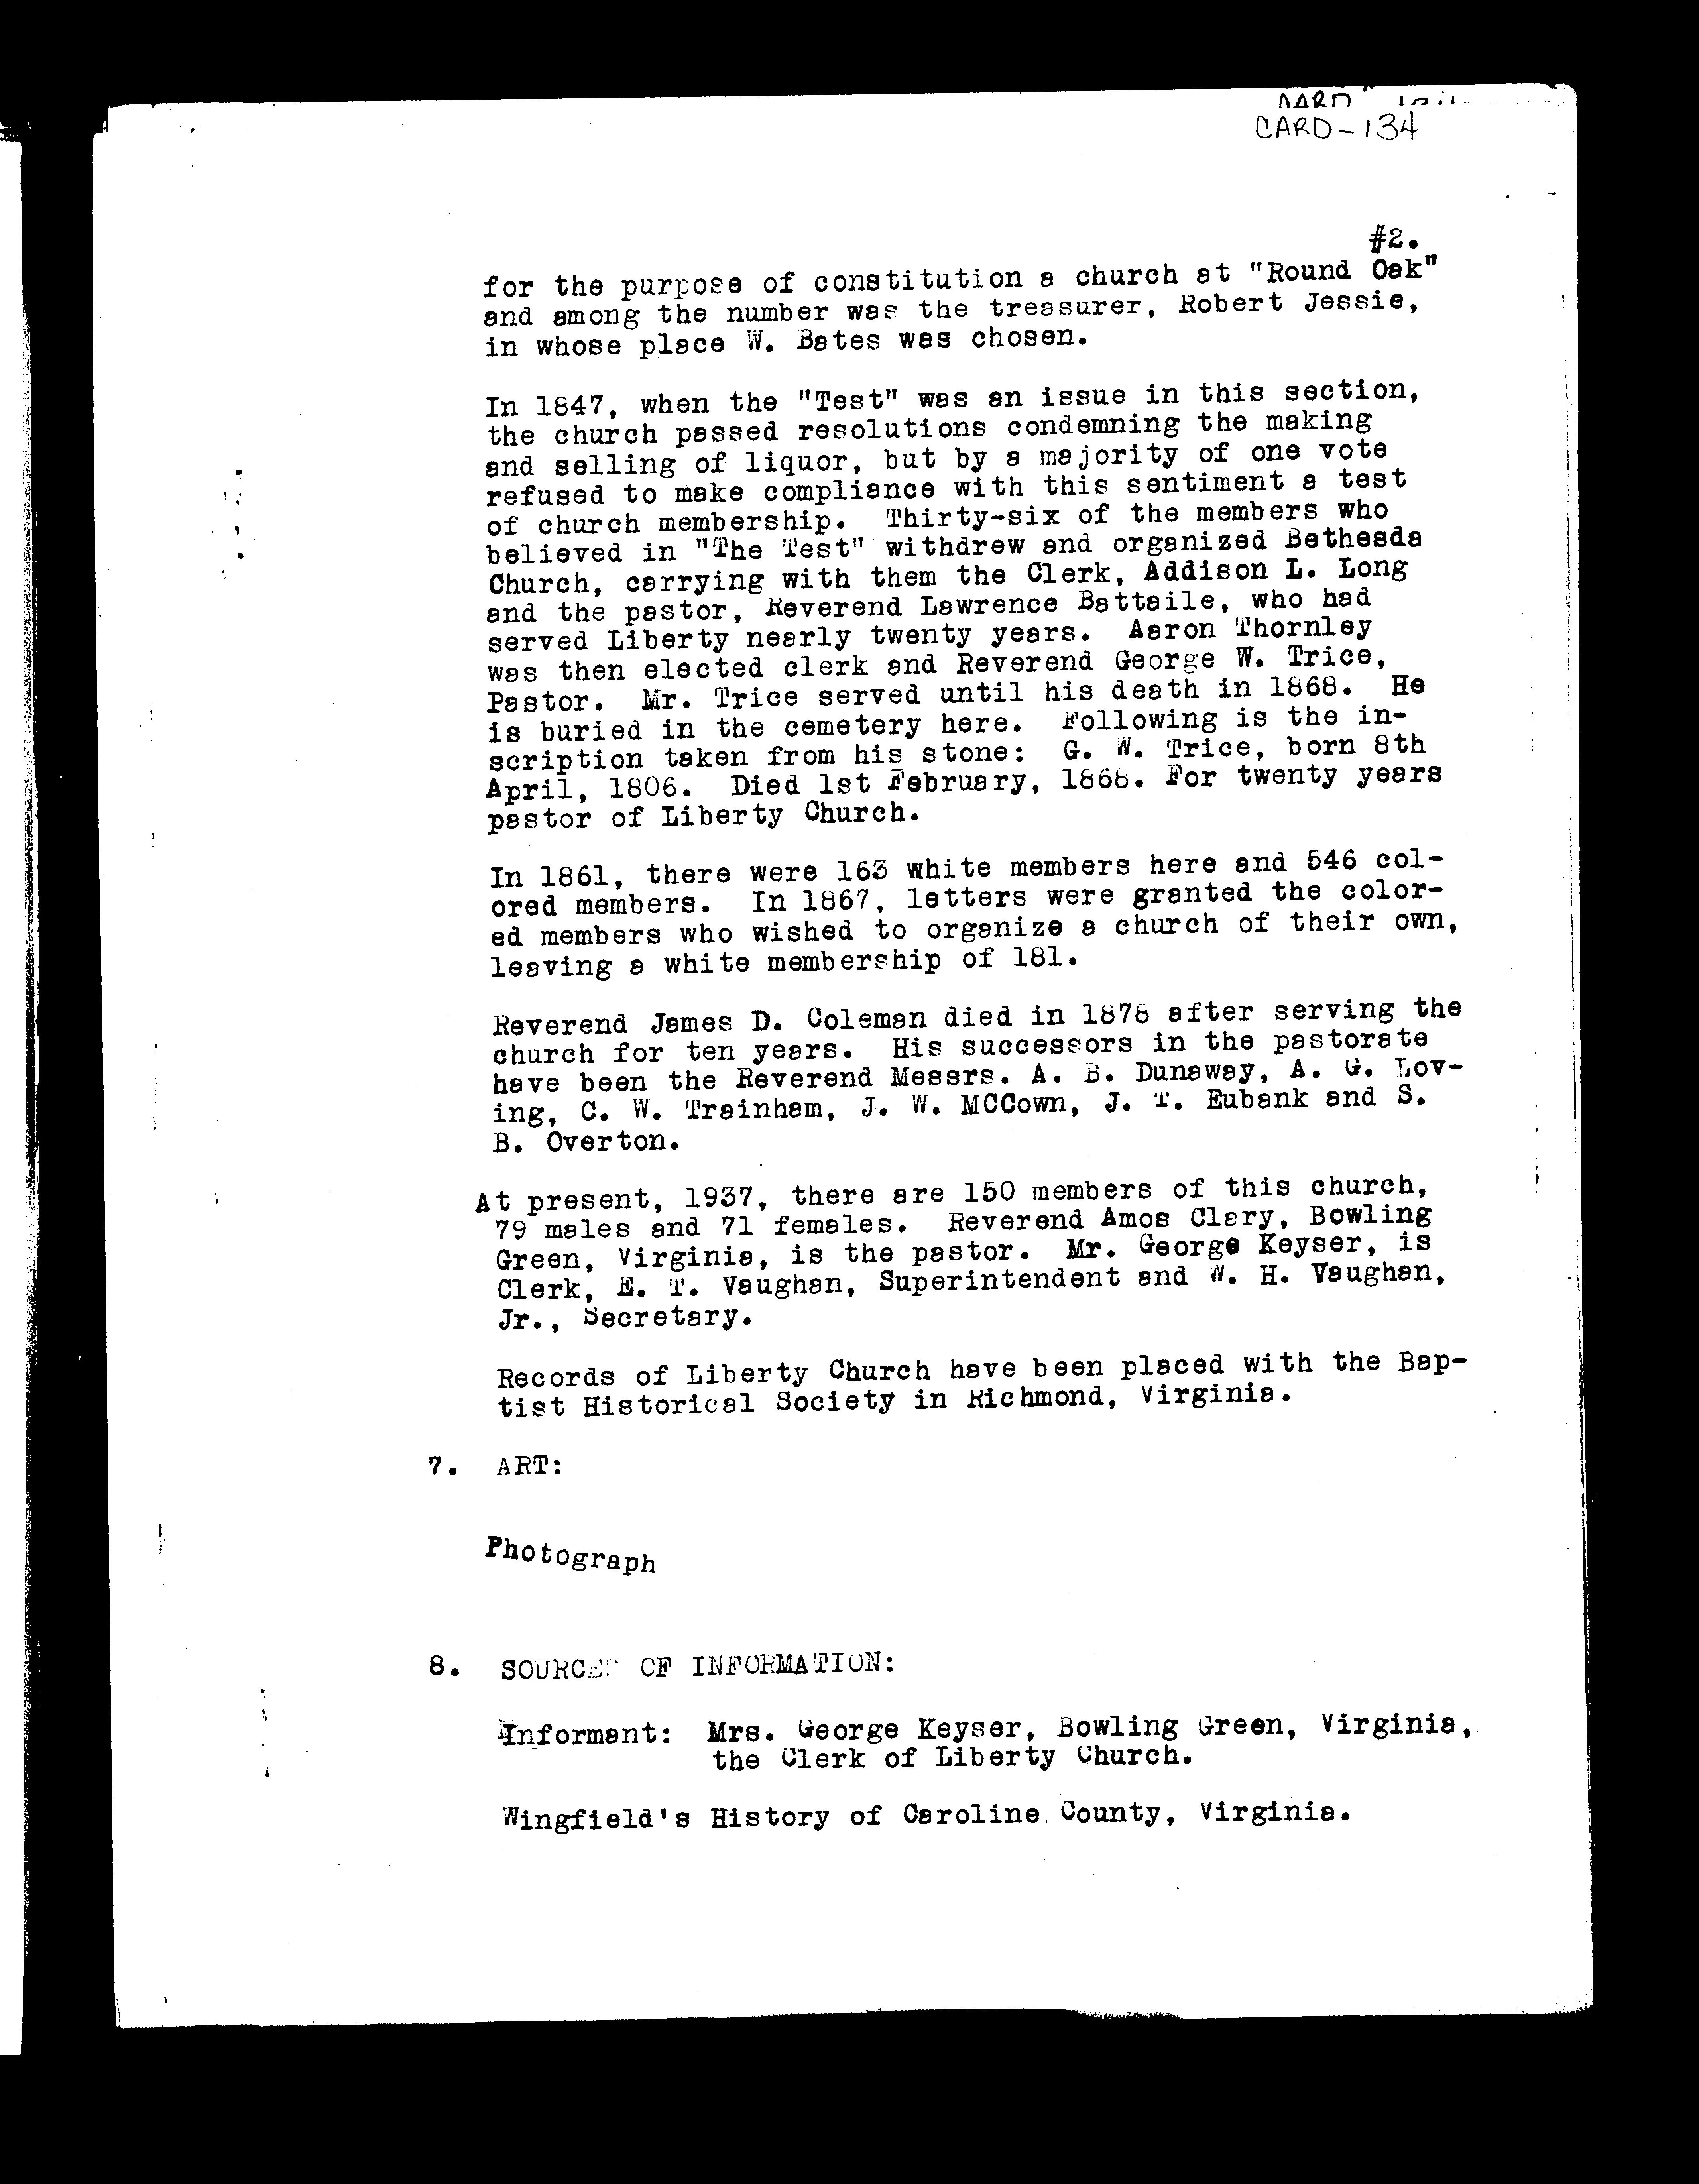 CARD-134
#2.
for the purpose of constitution a church at "Round Oak"
and among the number was the treasurer, Robert Jessie,
in whose place W. Bates was chosen.
In 1847, when the "Test" was an issue in this section,
the church passed resolutions condemning the making
and selling of liquor, but by a majority of one vote
refused to make compliance with this sentiment a test
of church membership. Thirty-six of the members who
believed in "The Test" withdrew and organized Bethesda
Church, carrying with them the Clerk, Addison L. Long
and the pastor, Reverend Lawrence Battaile, who had
served Liberty nearly twenty years. Aaron Thornley
was then elected clerk and Reverend George W. Trice,
Pastor. Mr. Trice served until his death in 1868. He
is buried in the cemetery here. Following is the in-
scription taken from his stone: G. W. Trice, born 8th
April, 1806. Died 1st February, 1868. For twenty years
pastor of Liberty Church.
In 1861, there were 163 white members here and 546 col-
ored members. In 1867, letters were granted the color-
ed members who wished to organize a church of their own,
leaving a white membership of 181.
Reverend James D. Coleman died in 1878 after serving the
church for ten years. His successors in the pastorate
have been the Reverend Messrs. A. B. Dunaway, A. G. Lov-
ing, C. W. Trainham, J. W. MCCown, J. T. Eubank and S.
B. Overton.
At present, 1937, there are 150 members of this church,
79 males and 71 females. Reverend Amos Clary, Bowling
Green, Virginia, is the pastor. Mr. George Keyser, is
Clerk, E. T. Vaughan, Superintendent and W. H. Vaughan,
Jr., Secretary.
Records of Liberty Church have been placed with the Bap-
tist Historical Society in Richmond, Virginia.
7. ART:
Photograph
8. SOURCES OF INFORMATION:
Informant: Mrs. George Keyser, Bowling Green, Virginia,
the Clerk of Liberty Church.
Wingfield's History of Caroline County, Virginia.